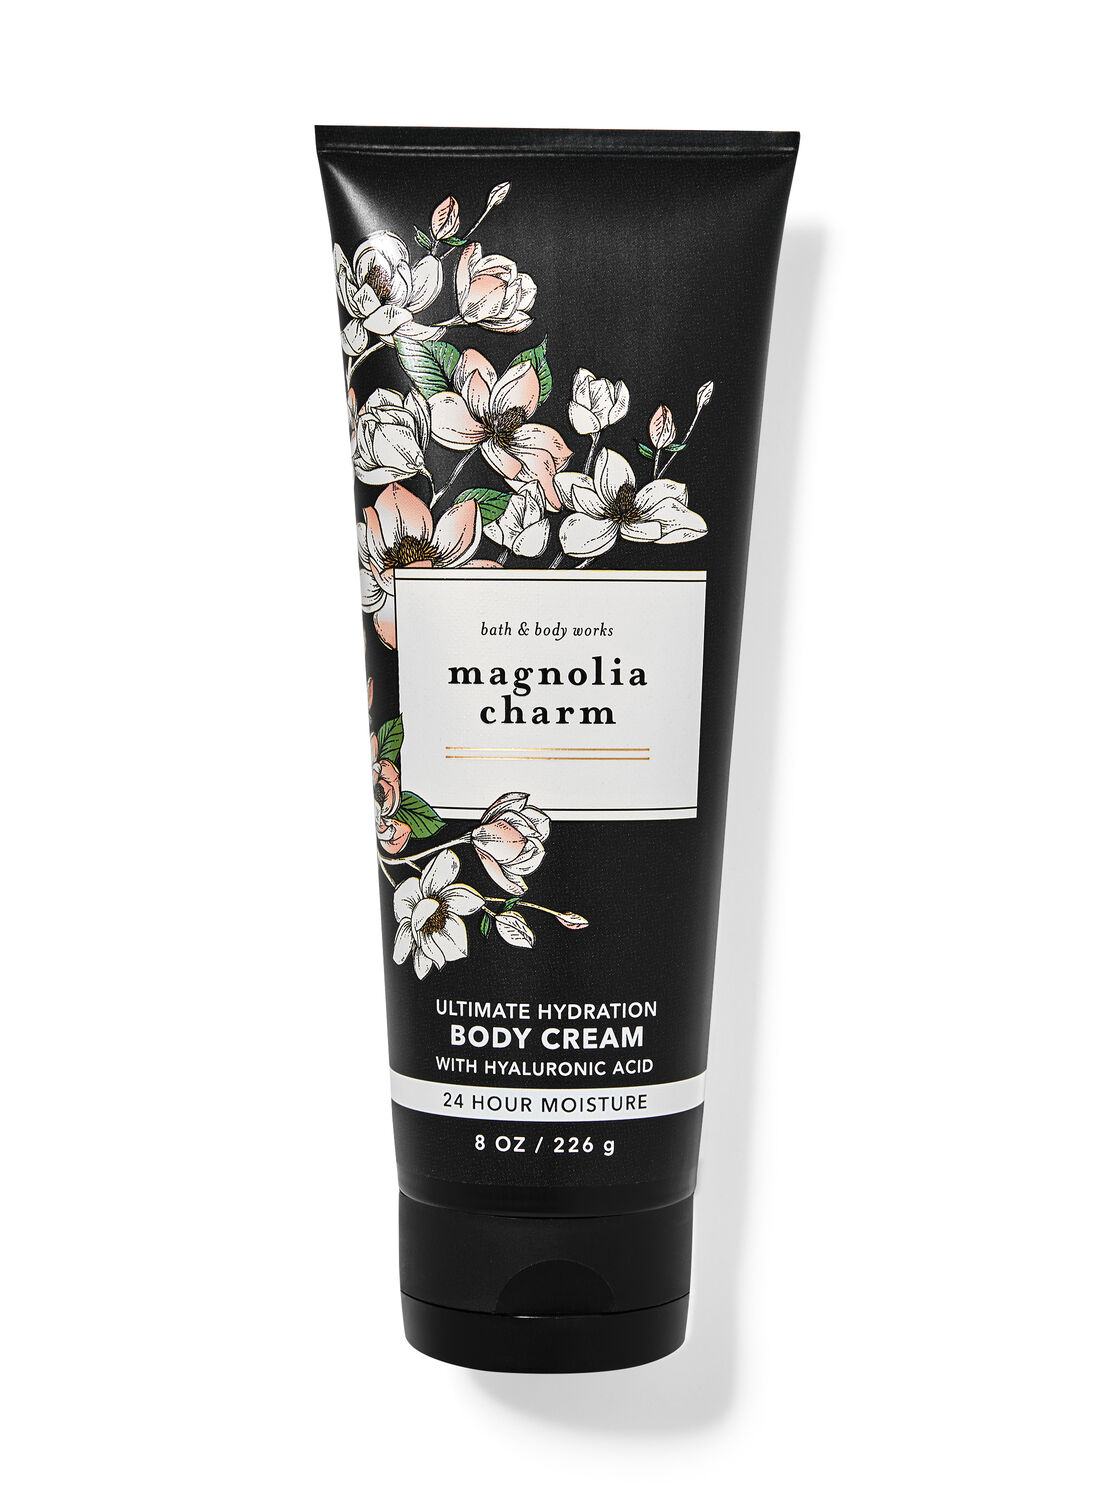 bath & body works
magnolia
charm
ULTIMATE HYDRATION
BODY CREAM
WITH HYALURONIC ACID
24 HOUR MOISTURE
8 OZ / 226 g